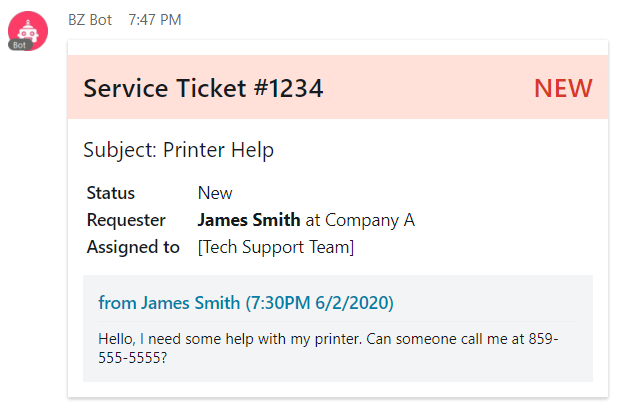 BZ Bot 7:47 PM
Bot
Service Ticket #1234 NEW
Subject: Printer Help
Status New
Requester James Smith at Company A
Assigned to [Tech Support Team]
from James Smith (7:30PM 6/2/2020)
Hello, I need some help with my printer. Can someone call me at 859-
555-5555?